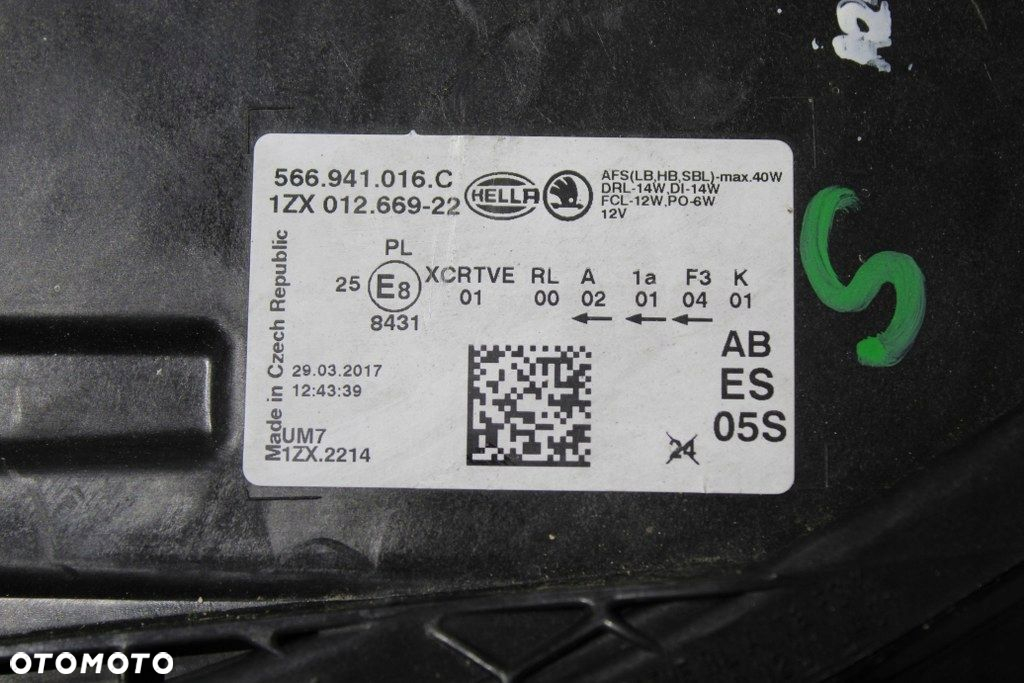 566.941.016.C
1ZX 012.669-22
HELLA
AFS(LB,HB,SBL)-max.40W
DRL-14W,DI-14W
FCL-12W,PO-6W
12V
PL
25 E8 XCRTVE RL A 1a F3 K
01 00 02 01 04 01
8431
Made in Czech Republic
29.03.2017
12:43:39
UM7
1ZX.2214
AB
ES
05S
24
S
OTOMOTO